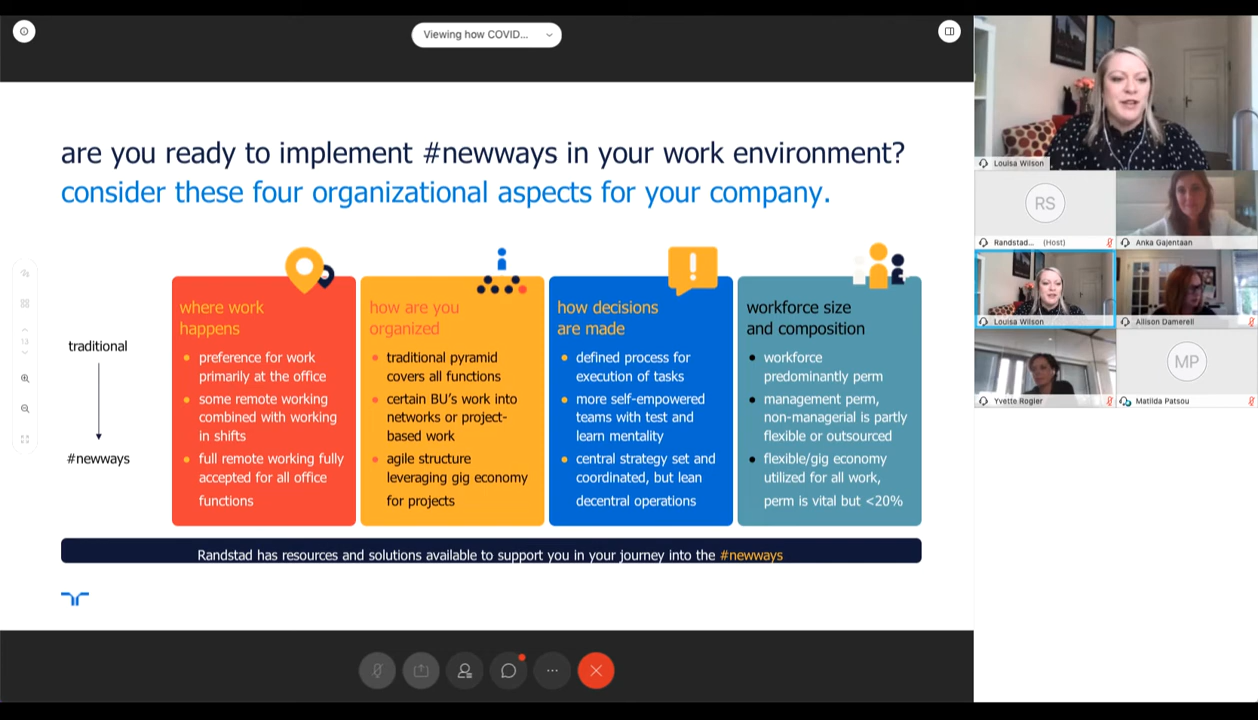 Viewing how COVID...
are you ready to implement #newways in your work environment?
consider these four organizational aspects for your company.
traditional
#newways
where work
happens
preference for work
primarily at the office
some remote working
combined with working
in shifts
full remote working fully
accepted for all office
functions
how are you
organized
traditional pyramid
covers all functions
certain BU's work into
networks or project-
based work
agile structure
leveraging gig economy
for projects
how decisions
are made
defined process for
execution of tasks
more self-empowered
teams with test and
learn mentality
central strategy set and
coordinated, but lean
decentral operations
workforce size
and composition
workforce
predominantly perm
management perm,
non-managerial is partly
flexible or outsourced
flexible/gig economy
utilized for all work,
perm is vital but <20%
Randstad has resources and solutions available to support you in your journey into the #newways
Louisa Wilson
RS
Randstad... (Host)
Anka Gajentaan
Louisa Wilson
Allison Damerell
Yvette Rogier
MP
Matilda Patsou